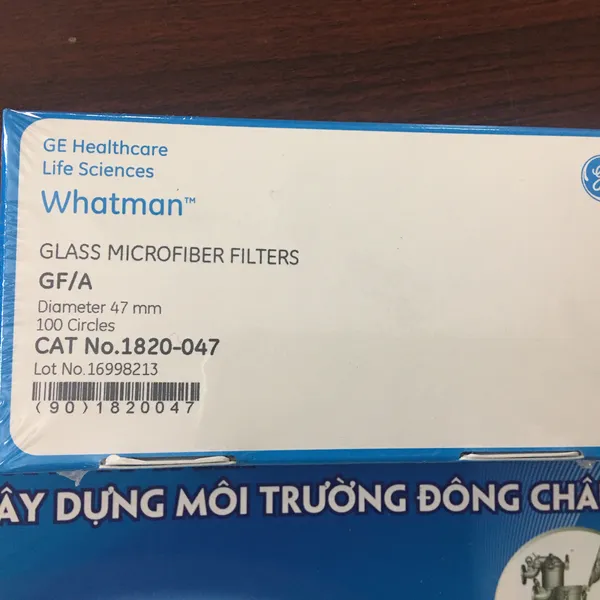 GE Healthcare
Life Sciences
Whatman™
GLASS MICROFIBER FILTERS
GF/A
Diameter 47 mm
100 Circles
CAT No.1820-047
Lot No.16998213
(90)1820047
ÂY DỰNG MÔI TRƯỜNG ĐÔNG CHÂU